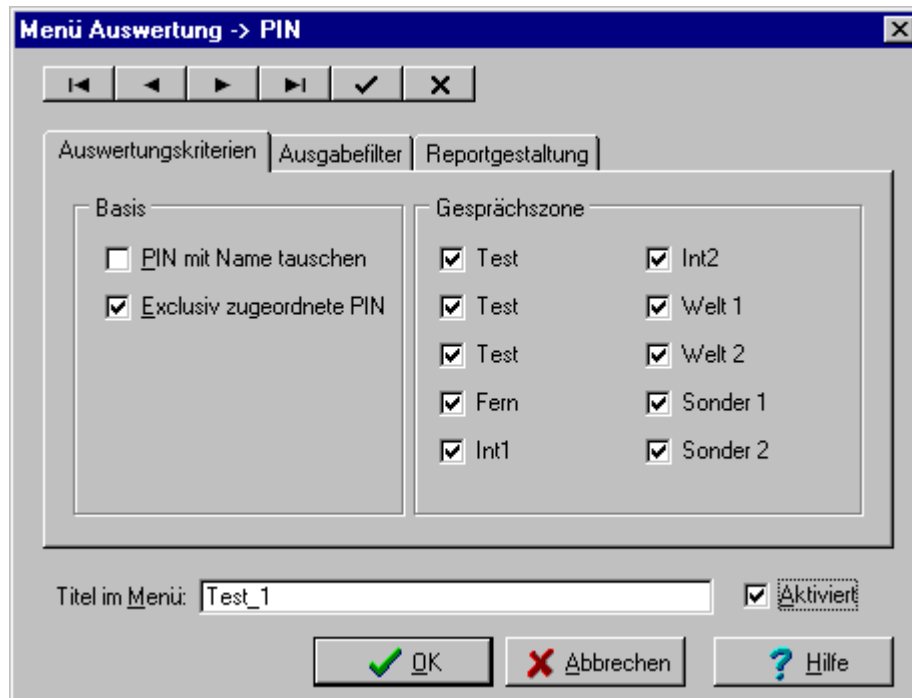 Menü Auswertung -> PIN
Auswertungskriterien
Ausgabefilter
Reportgestaltung
Basis
PIN mit Name tauschen
Exclusiv zugeordnete PIN
Gesprächszone
Test
Test
Test
Fern
Int1
Int2
Welt 1
Welt 2
Sonder 1
Sonder 2
Titel im Menü: Test_1
Aktiviert
OK
Abbrechen
Hilfe